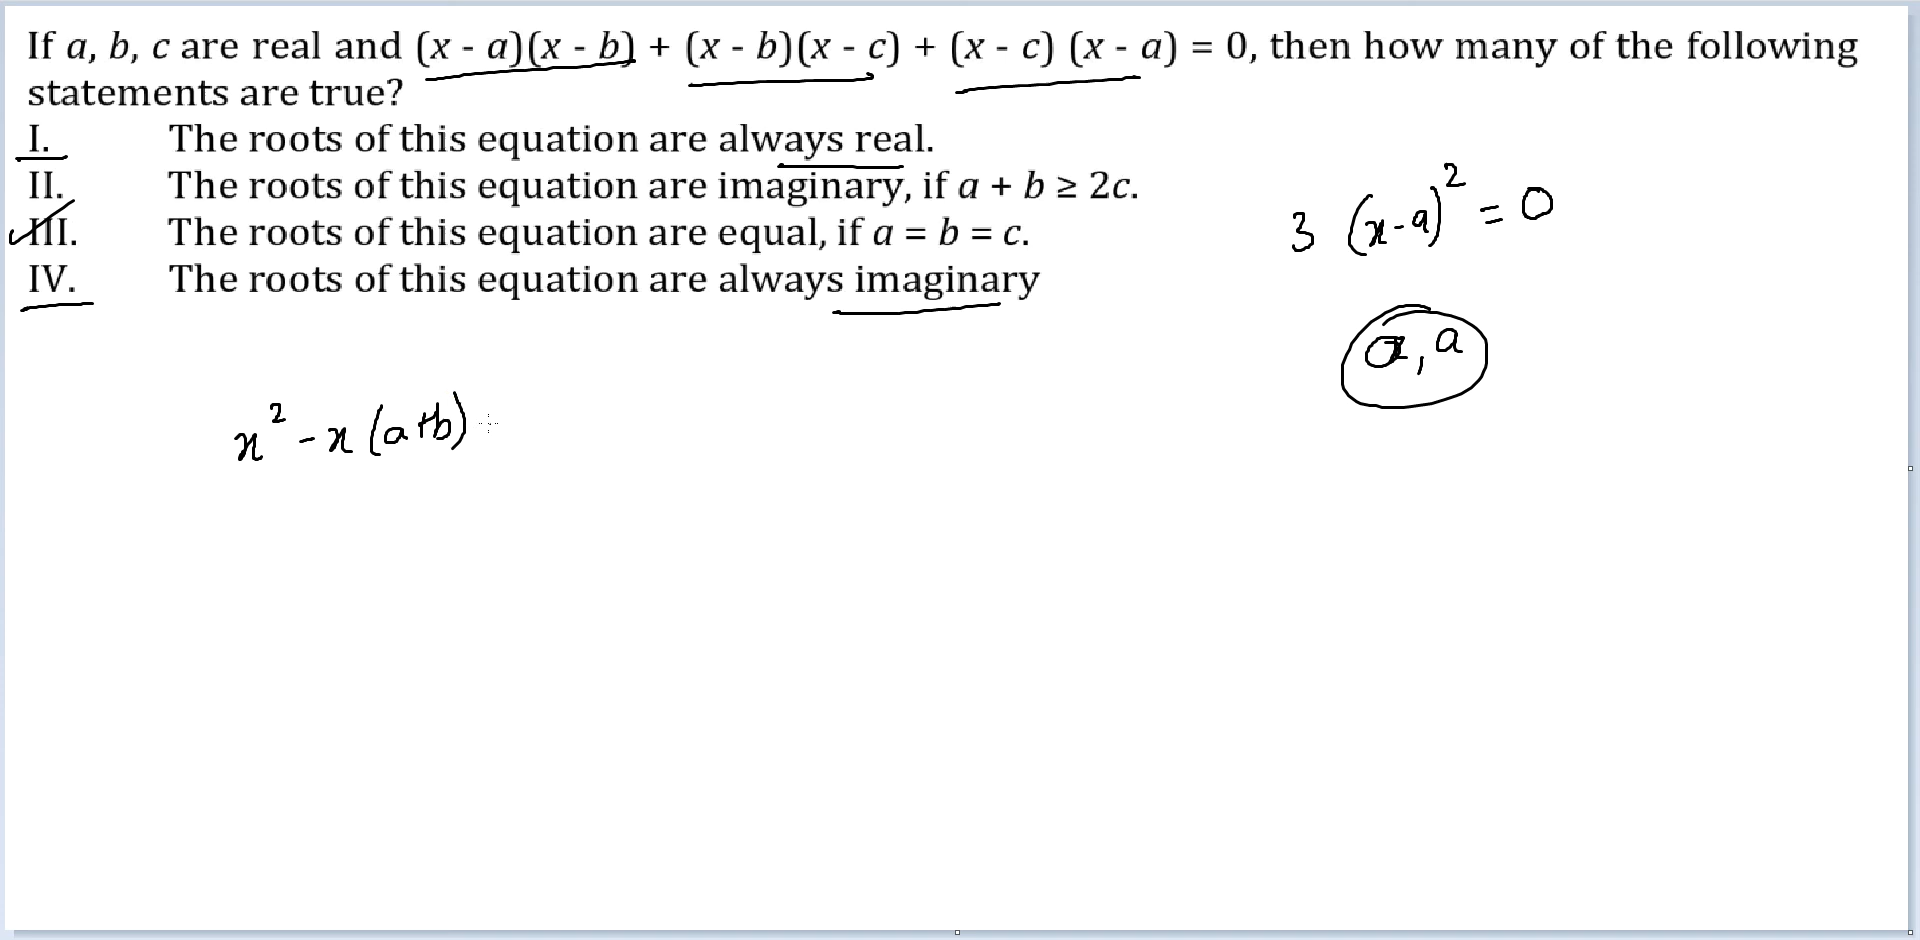 If a, b, c are real and (x - a)(x - b) + (x - b)(x - c) + (x - c) (x - a) = 0, then how many of the following
statements are true?
I. The roots of this equation are always real.
II. The roots of this equation are imaginary, if a + b ≥ 2c.
III. The roots of this equation are equal, if a = b = c.
IV. The roots of this equation are always imaginary
3 (x-a)² = 0
a, a
x² - x (a+b)